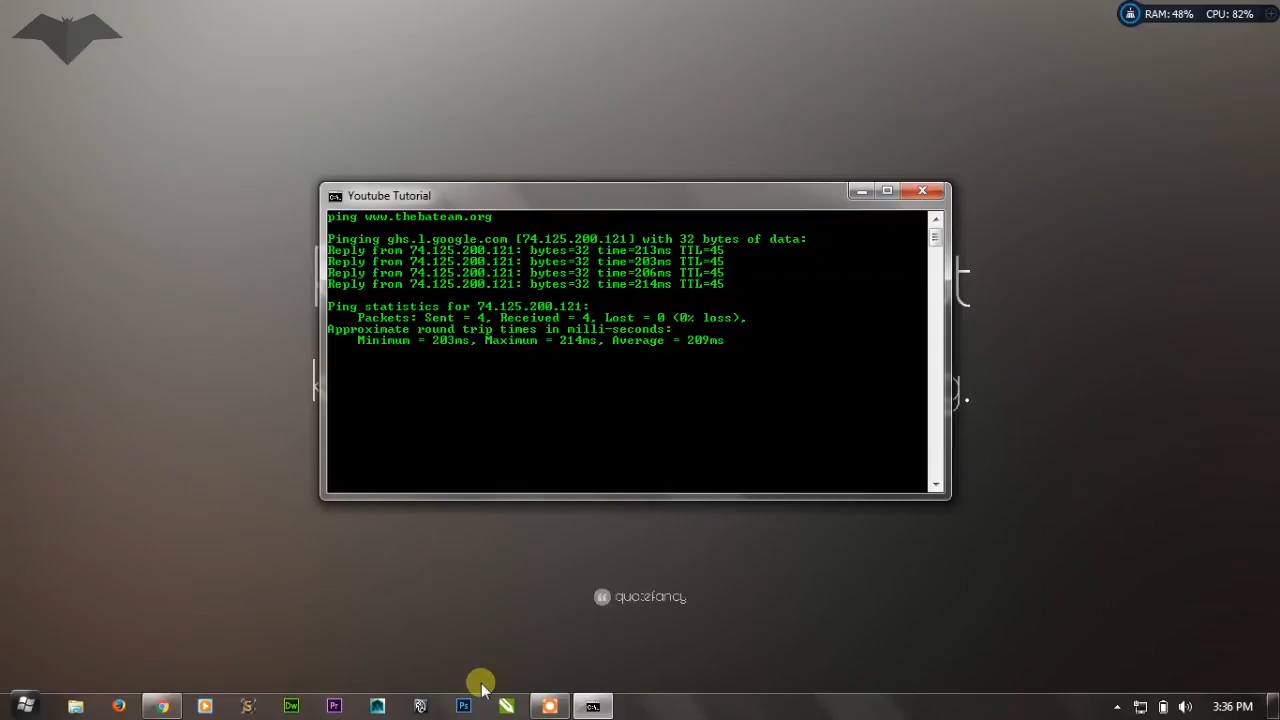 RAM: 48% CPU: 82%
Youtube Tutorial
ping www.thebateam.org
Pinging ghs.l.google.com [74.125.200.121] with 32 bytes of data:
Reply from 74.125.200.121: bytes=32 time=213ms TTL=45
Reply from 74.125.200.121: bytes=32 time=203ms TTL=45
Reply from 74.125.200.121: bytes=32 time=206ms TTL=45
Reply from 74.125.200.121: bytes=32 time=214ms TTL=45
Ping statistics for 74.125.200.121:
Packets: Sent = 4, Received = 4, Lost = 0 (0% loss),
Approximate round trip times in milli-seconds:
Minimum = 203ms, Maximum = 214ms, Average = 209ms
quotefancy
Dw Pr Ps
3:36 PM